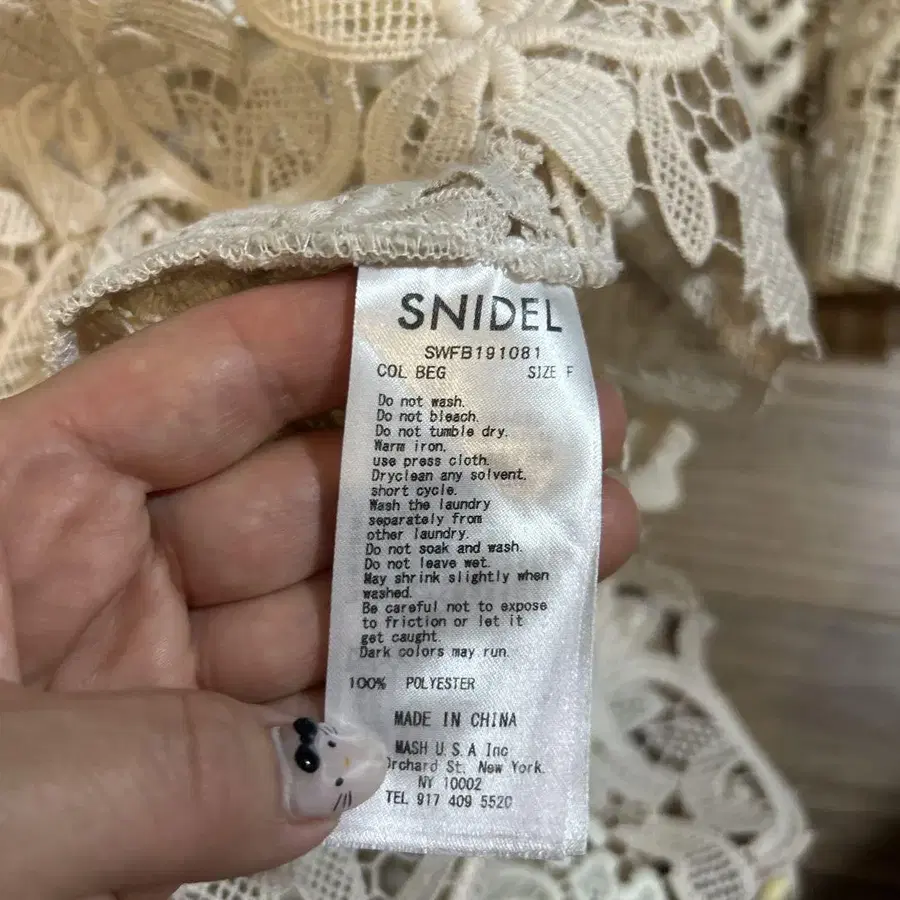 SNIDEL
SWFB191081
COL BEG SIZE F
Do not wash.
Do not bleach.
Do not tumble dry.
Warm iron.
use press cloth.
Dryclean any solvent.
short cycle.
Wash the laundry
separately from
other laundry.
Do not soak and wash.
Do not leave wet.
May shrink slightly when
washed.
Be careful not to expose
to friction or let it
get caught.
Dark colors may run.
100% POLYESTER
MADE IN CHINA
MASH U.S.A Inc
Orchard St. New York.
NY 10002
TEL 917 409 5520